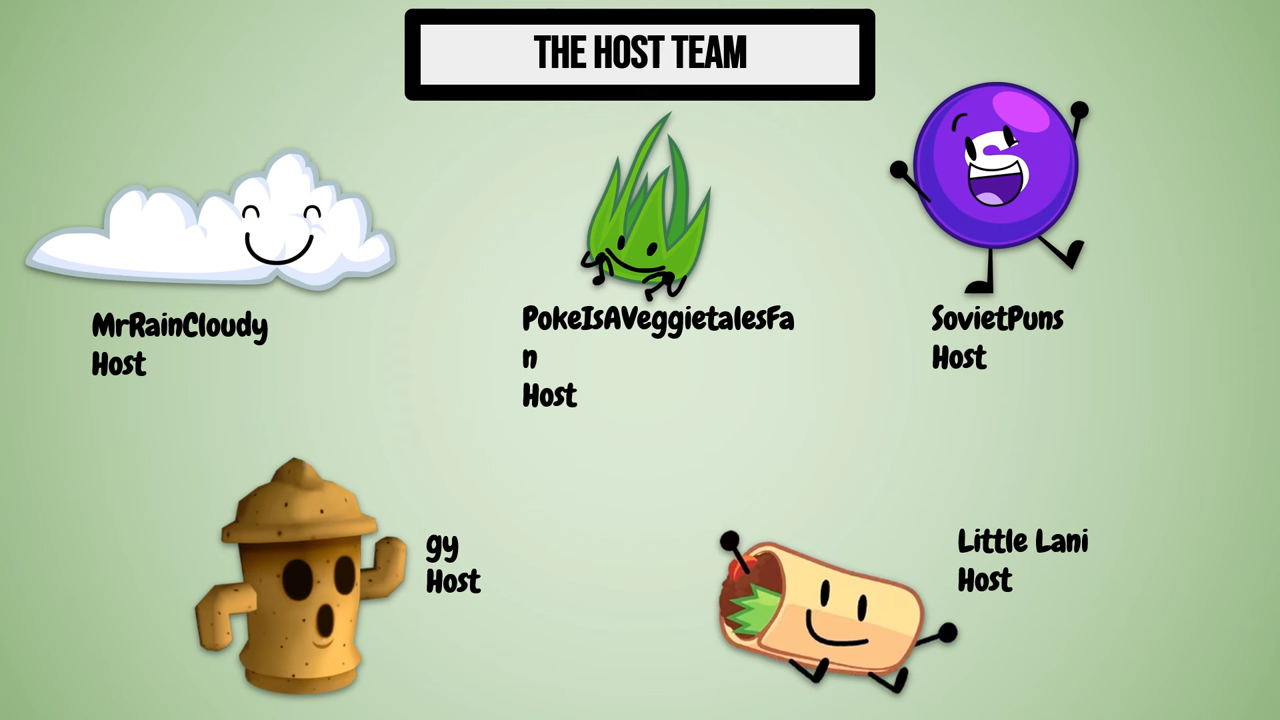 THE HOST TEAM
MrRainCloudy
Host
PokeIsAVeggietalesFa
n
Host
SovietPuns
Host
gy
Host
Little Lani
Host